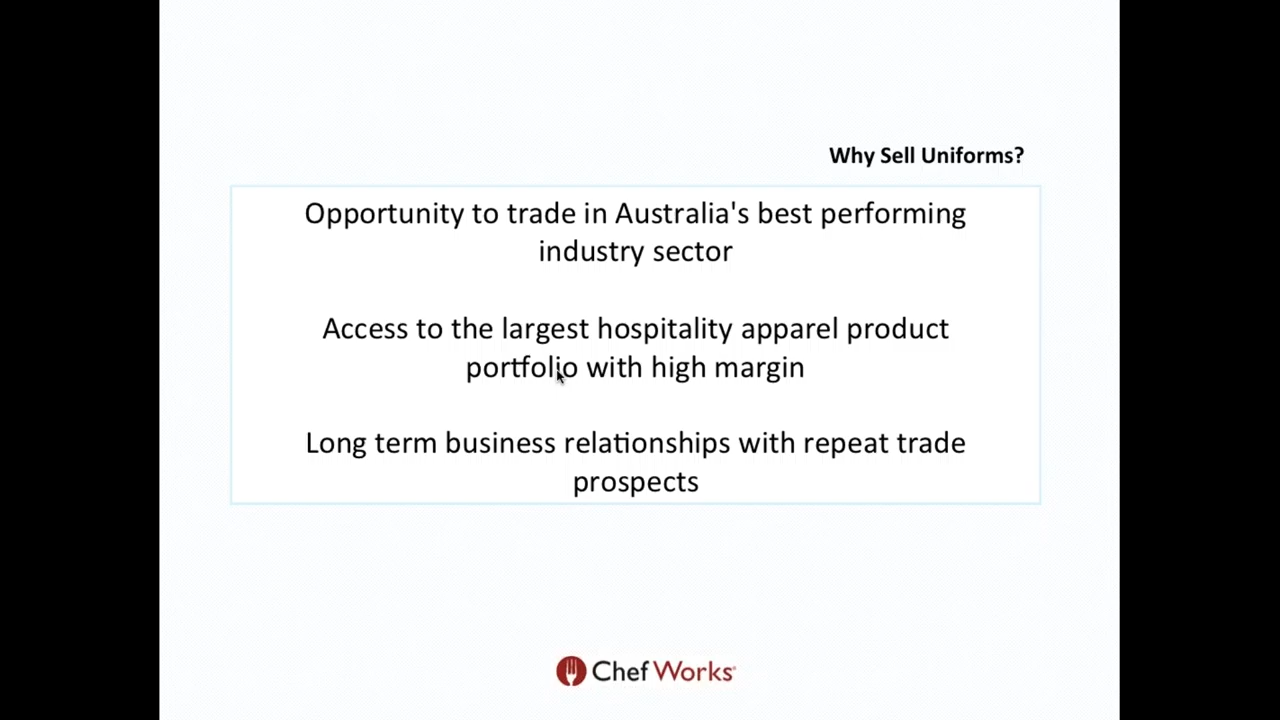 Why Sell Uniforms?
Opportunity to trade in Australia's best performing
industry sector
Access to the largest hospitality apparel product
portfolio with high margin
Long term business relationships with repeat trade
prospects
Chef Works